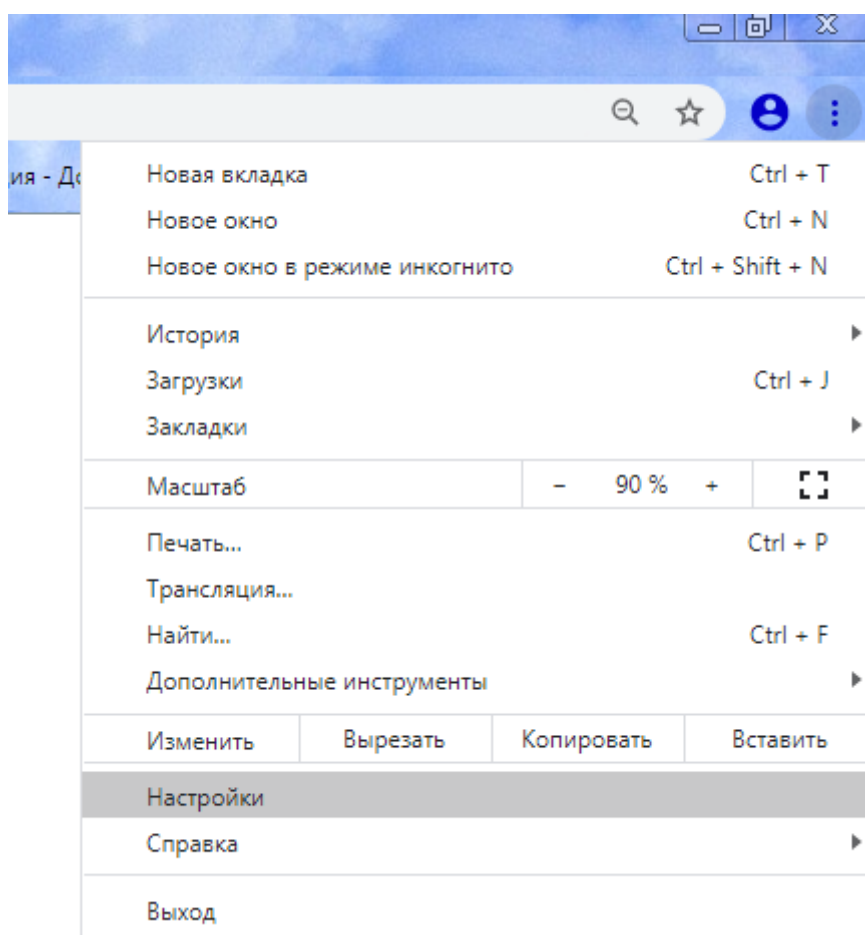 ия - До
Новая вкладка Ctrl + T
Новое окно Ctrl + N
Новое окно в режиме инкогнито Ctrl + Shift + N
История
Загрузки Ctrl + J
Закладки
Масштаб - 90 % +
Печать... Ctrl + P
Трансляция...
Найти... Ctrl + F
Дополнительные инструменты
Изменить Вырезать Копировать Вставить
Настройки
Справка
Выход